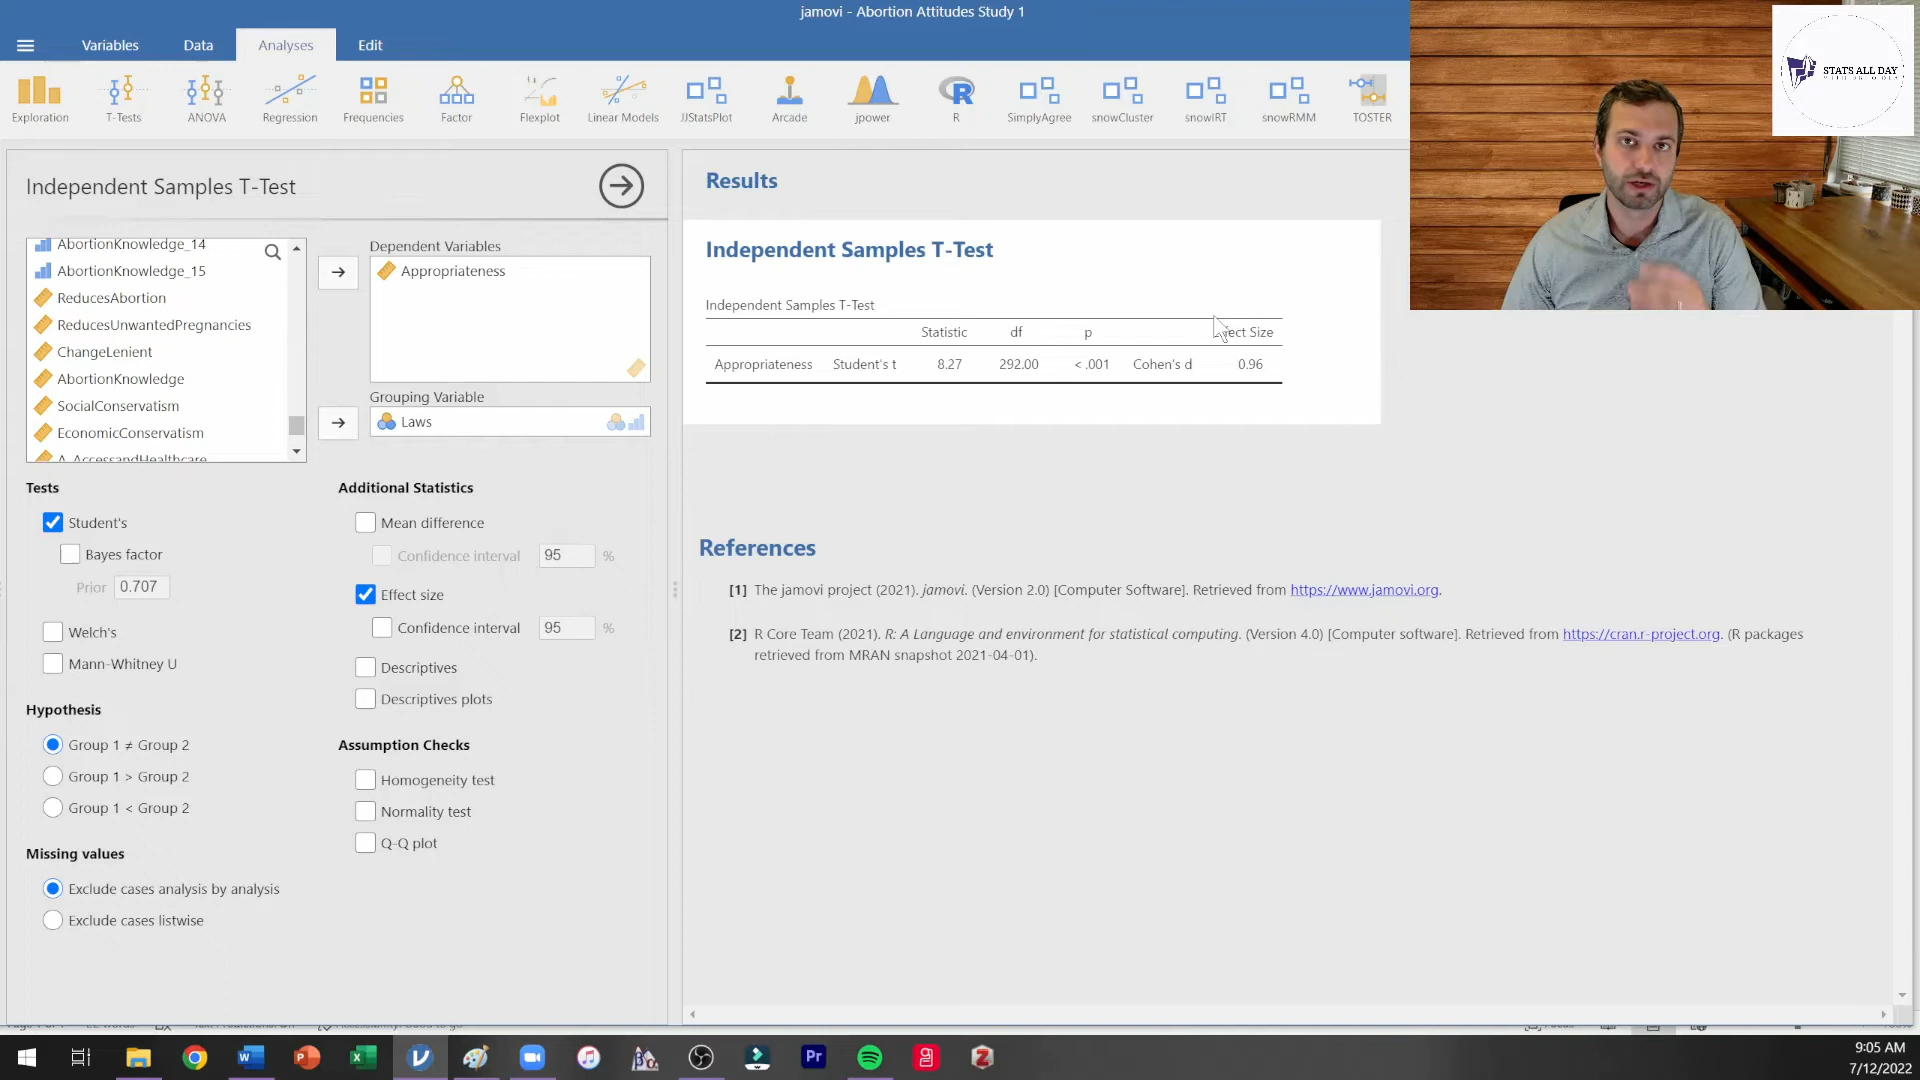 jamovi - Abortion Attitudes Study 1
Variables
Data
Analyses
Edit
Exploration
T-Tests
ANOVA
Regression
Frequencies
Factor
Flexplot
Linear Models
JJStatsPlot
Arcade
jpower
R
SimplyAgree
snowCluster
snowIRT
snowRMM
TOSTER
STATS ALL DAY
Independent Samples T-Test
AbortionKnowledge_14
AbortionKnowledge_15
ReducesAbortion
ReducesUnwantedPregnancies
ChangeLenient
AbortionKnowledge
SocialConservatism
EconomicConservatism
A_AccessandHealthcare
Dependent Variables
Appropriateness
Grouping Variable
Laws
Tests
Student's
Bayes factor
Prior 0.707
Welch's
Mann-Whitney U
Hypothesis
Group 1 ≠ Group 2
Group 1 > Group 2
Group 1 < Group 2
Missing values
Exclude cases analysis by analysis
Exclude cases listwise
Additional Statistics
Mean difference
Confidence interval 95 %
Effect size
Confidence interval 95 %
Descriptives
Descriptives plots
Assumption Checks
Homogeneity test
Normality test
Q-Q plot
Results
Independent Samples T-Test
Independent Samples T-Test
Statistic df p Size
Appropriateness Student's t 8.27 292.00 < .001 Cohen's d 0.96
References
[1] The jamovi project (2021). jamovi. (Version 2.0) [Computer Software]. Retrieved from https://www.jamovi.org.
[2] R Core Team (2021). R: A Language and environment for statistical computing. (Version 4.0) [Computer software]. Retrieved from https://cran.r-project.org. (R packages
retrieved from MRAN snapshot 2021-04-01).
9:05 AM
7/12/2022